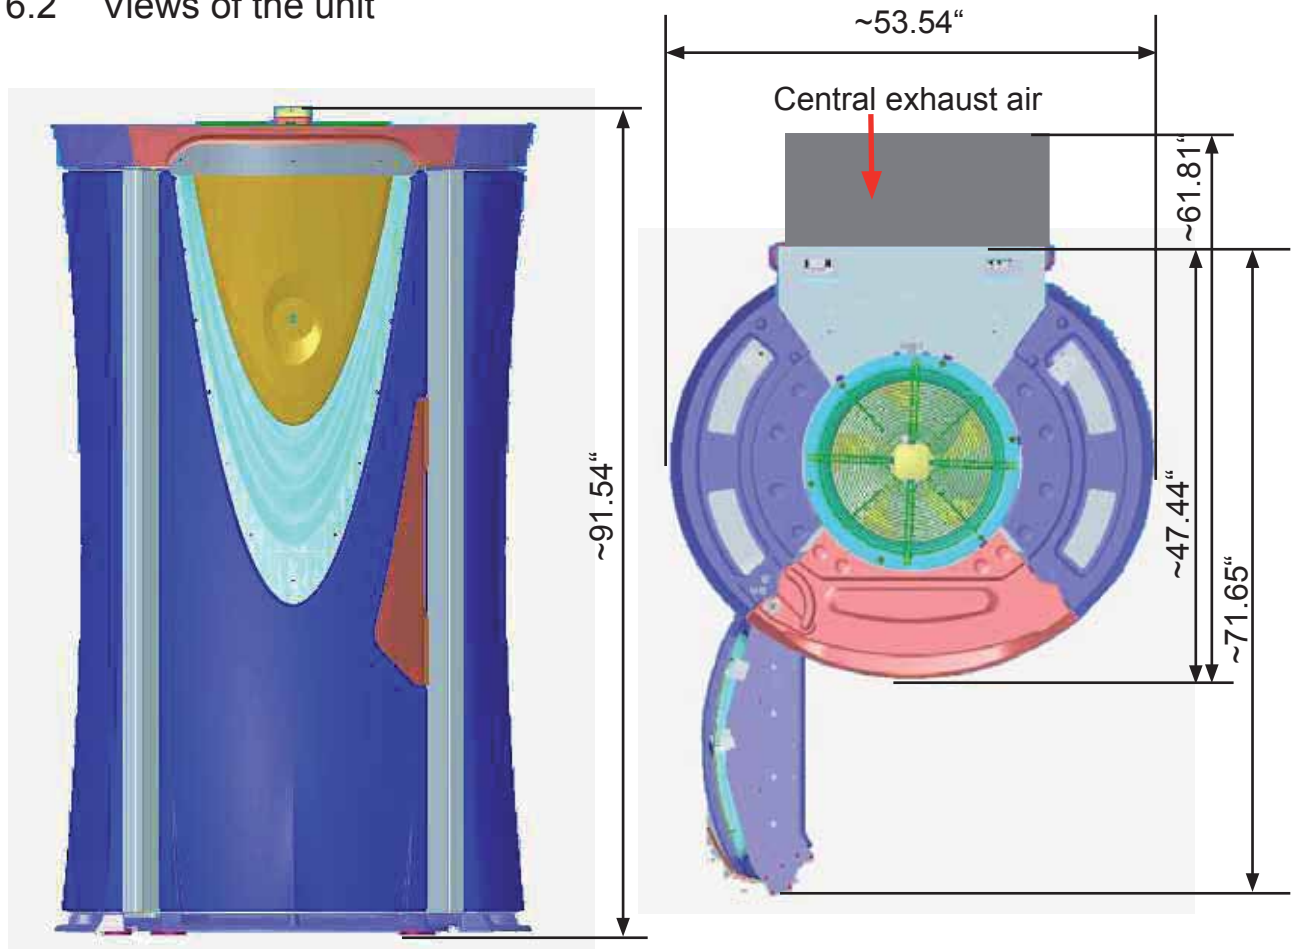 6.2 Views of the unit
~53.54“
Central exhaust air
~61.81“
~91.54“
~47.44“
~71.65“